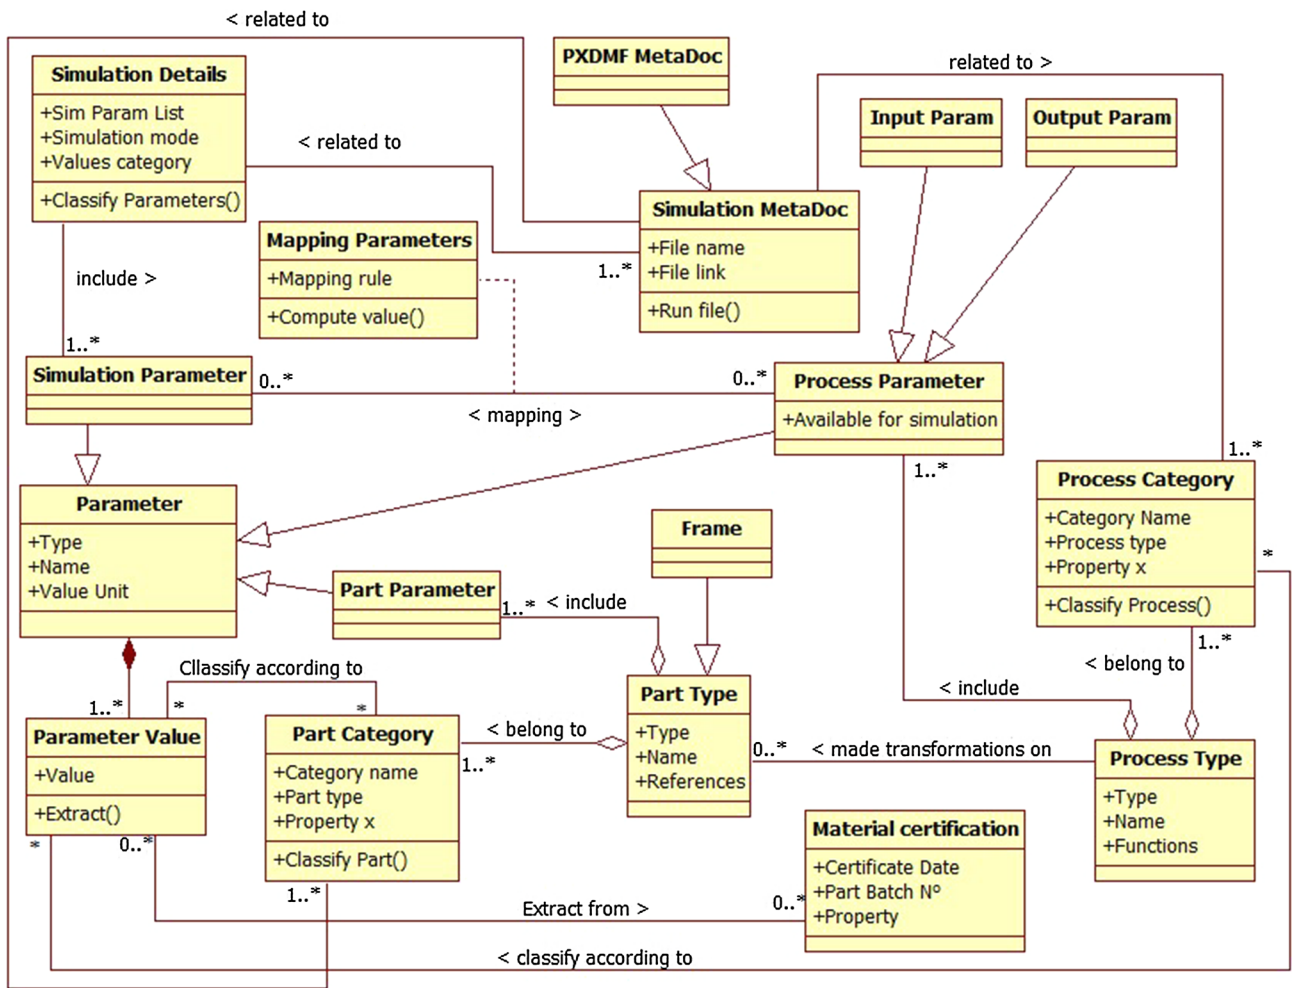 < related to
PXDMF MetaDoc
related to >
Simulation Details
+Sim Param List
+Simulation mode
+Values category
+Classify Parameters()
< related to
Input Param
Output Param
Simulation MetaDoc
+File name
+File link
+Run file()
1..*
Mapping Parameters
+Mapping rule
+Compute value()
include >
1..*
Simulation Parameter
0..*
0..*
< mapping >
Process Parameter
+Available for simulation
1..*
1..*
Process Category
+Category Name
+Process type
+Property x
+Classify Process()
*
1..*
< belong to
Parameter
+Type
+Name
+Value Unit
Frame
Part Parameter
1..*
< include
< include
Cllassify according to
*
*
1..*
Parameter Value
+Value
+Extract()
*
0..*
Part Category
+Category name
+Part type
+Property x
+Classify Part()
1..*
< belong to
1..*
Part Type
+Type
+Name
+References
0..*
< made transformations on
Process Type
+Type
+Name
+Functions
Material certification
+Certificate Date
+Part Batch Nº
+Property
0..*
Extract from >
< classify according to